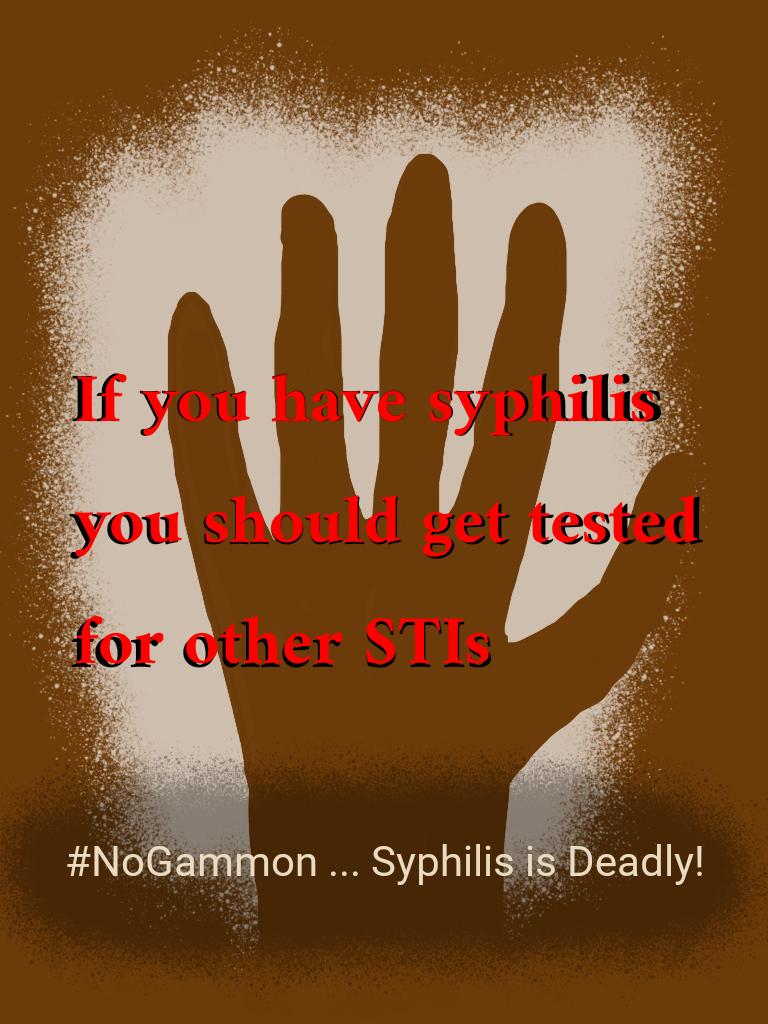 If you have syphilis
you should get tested
for other STIs
#NoGammon ... Syphilis is Deadly!